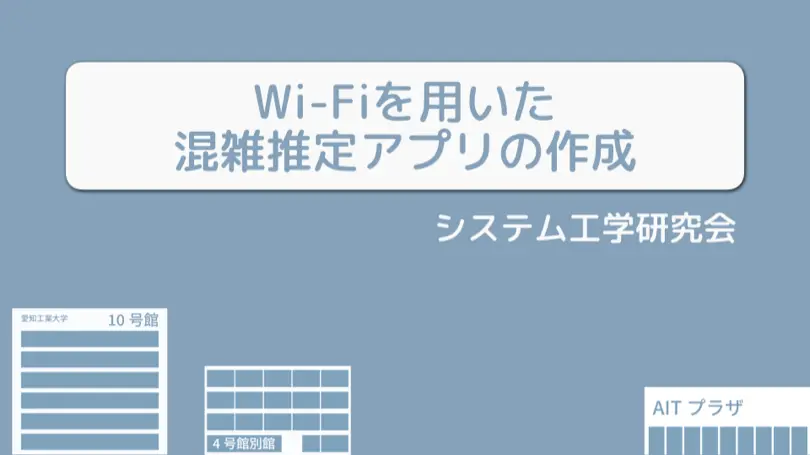 Wi-Fiを用いた
混雑推定アプリの作成
システム工学研究会
愛知工業大学
10 号館
4 号館別館
AIT プラザ